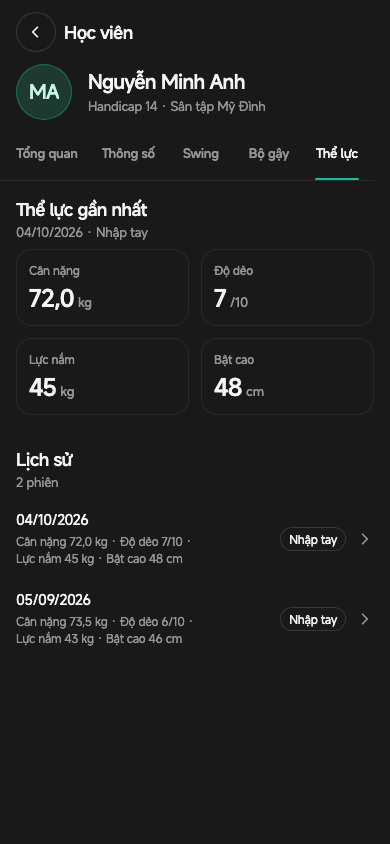 Học viên
MA
Nguyễn Minh Anh
Handicap 14 · Sân tập Mỹ Đình
Tổng quan Thông số Swing Bộ gậy Thể lực
Thể lực gần nhất
04/10/2026 · Nhập tay
Cân nặng Độ dẻo
72,0 kg 7 /10
Lực nắm Bật cao
45 kg 48 cm
Lịch sử
2 phiên
04/10/2026
Cân nặng 72,0 kg · Độ dẻo 7/10 ·
Lực nắm 45 kg · Bật cao 48 cm
Nhập tay
05/09/2026
Cân nặng 73,5 kg · Độ dẻo 6/10 ·
Lực nắm 43 kg · Bật cao 46 cm
Nhập tay